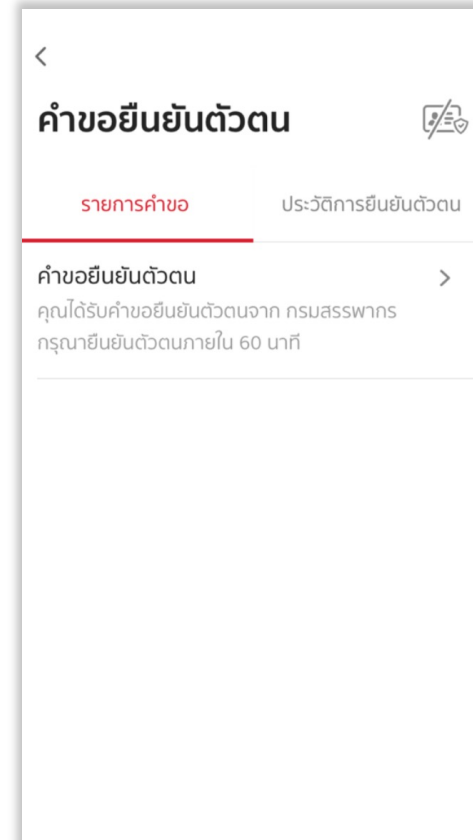 คำขอยืนยันตัวตน
รายการคำขอ
ประวัติการยืนยันตัวตน
คำขอยืนยันตัวตน
คุณได้รับคำขอยืนยันตัวตนจาก กรมสรรพากร
กรุณายืนยันตัวตนภายใน 60 นาที